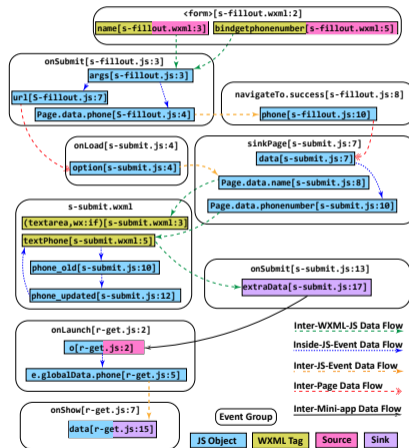 <form>[s-fillout.wxml:2]
name[s-fillout.wxml:3] bindgetphonenumber[s-fillout.wxml:5]
onSubmit[s-fillout.js:3]
args[s-fillout.js:3]
url[S-fillout.js:7]
Page.data.phone[S-fillout.js:4]
navigateTo.success[s-fillout.js:8]
phone[s-fillout.js:10]
onLoad[s-submit.js:4]
option[s-submit.js:4]
sinkPage[s-submit.js:7]
data[s-submit.js:7]
Page.data.name[s-submit.js:8]
Page.data.phonenumber[s-submit.js:10]
s-submit.wxml
(textarea,wx:if)[s-submit.wxml:3]
textPhone[s-submit.wxml:5]
phone_old[s-submit.js:10]
phone_updated[s-submit.js:12]
onSubmit[s-submit.js:13]
extraData[s-submit.js:17]
onLaunch[r-get.js:2]
o[r-get.js:2]
e.globalData.phone[r-get.js:5]
onShow[r-get.js:7]
data[r-get.js:15]
Inter-WXML-JS Data Flow
Inside-JS-Event Data Flow
Inter-JS-Event Data Flow
Inter-Page Data Flow
Inter-Mini-app Data Flow
Event Group
JS Object WXML Tag Source Sink